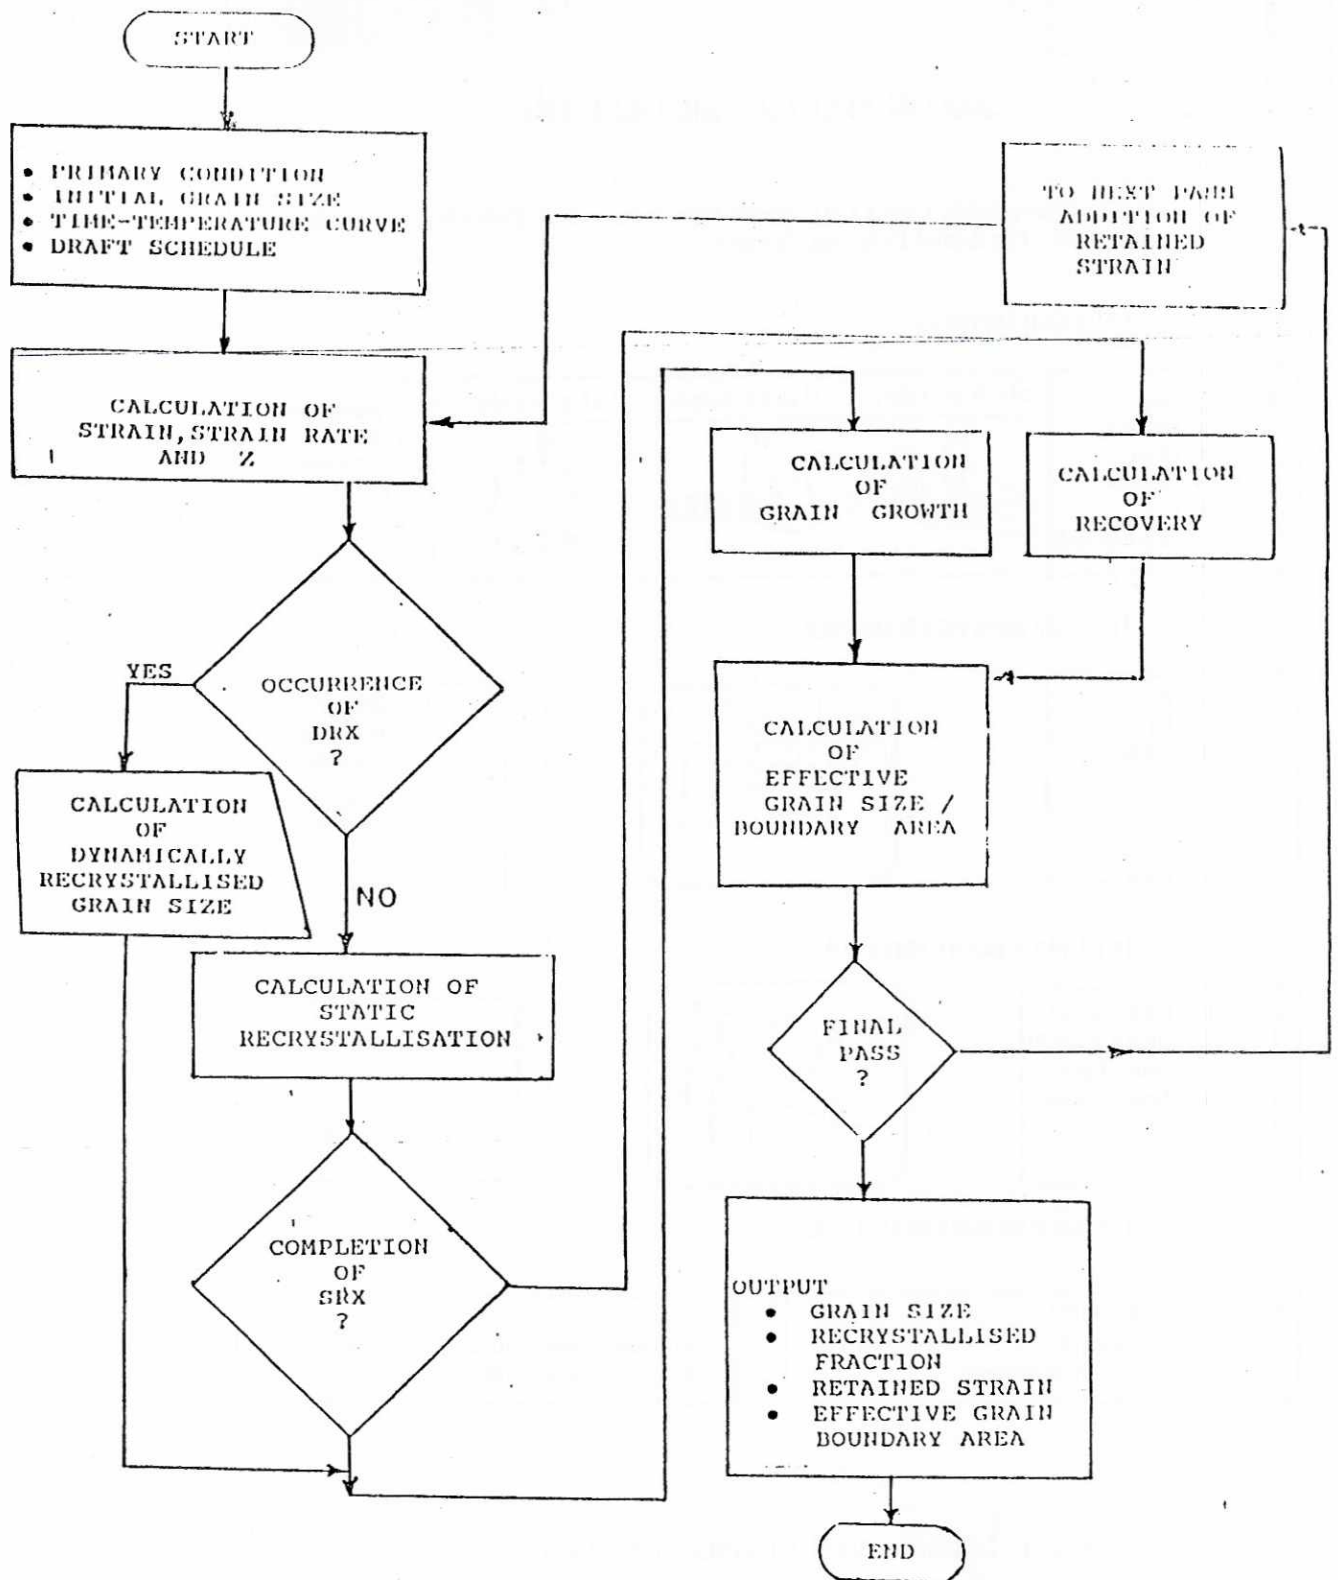 START
• PRIMARY CONDITION
• INITIAL GRAIN SIZE
• TIME-TEMPERATURE CURVE
• DRAFT SCHEDULE
CALCULATION OF
STRAIN, STRAIN RATE
AND Z
OCCURRENCE
OF
DRX
?
YES
NO
CALCULATION
OF
DYNAMICALLY
RECRYSTALLISED
GRAIN SIZE
CALCULATION OF
STATIC
RECRYSTALLISATION
COMPLETION
OF
SRX
?
TO NEXT PASS
ADDITION OF
RETAINED
STRAIN
CALCULATION
OF
GRAIN GROWTH
CALCULATION
OF
RECOVERY
CALCULATION
OF
EFFECTIVE
GRAIN SIZE /
BOUNDARY AREA
FINAL
PASS
?
OUTPUT
• GRAIN SIZE
• RECRYSTALLISED
FRACTION
• RETAINED STRAIN
• EFFECTIVE GRAIN
BOUNDARY AREA
END